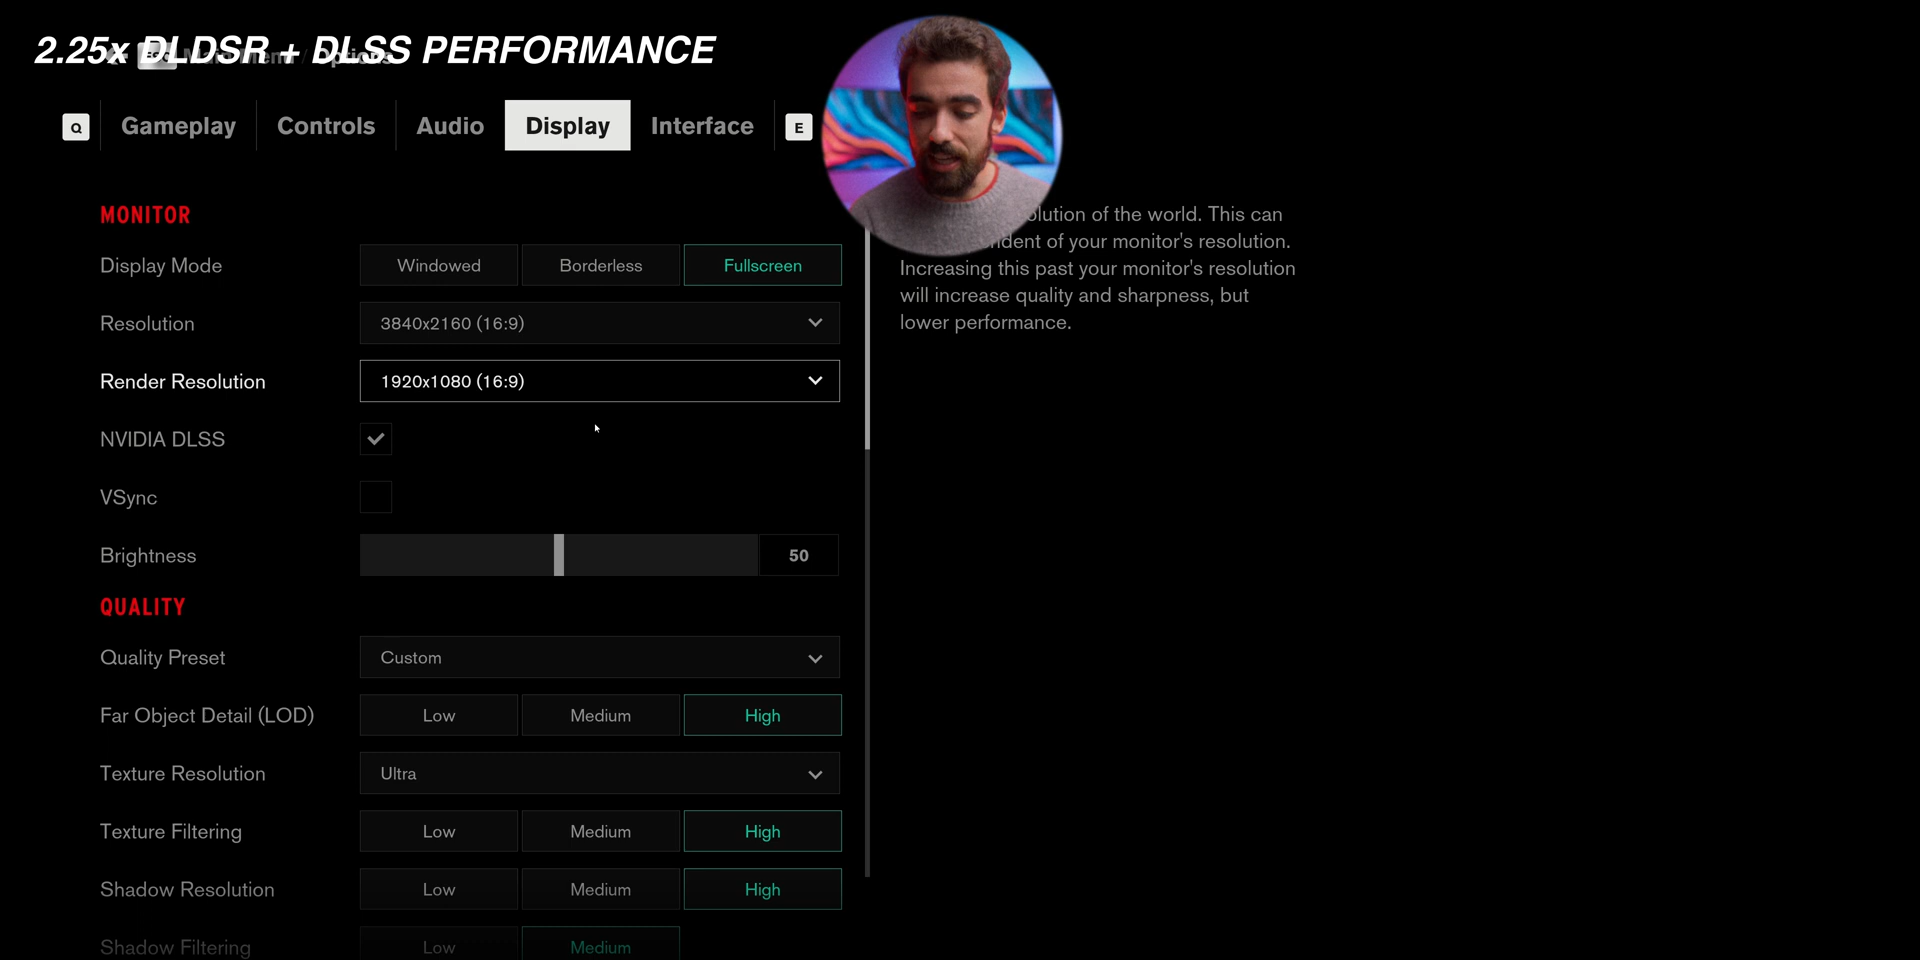 2.25x DLDSR + DLSS PERFORMANCE
Main Menu / Options
Q Gameplay Controls Audio Display Interface E
MONITOR
Display Mode Windowed Borderless Fullscreen
Resolution 3840x2160 (16:9)
Render Resolution 1920x1080 (16:9)
NVIDIA DLSS
VSync
Brightness 50
QUALITY
Quality Preset Custom
Far Object Detail (LOD) Low Medium High
Texture Resolution Ultra
Texture Filtering Low Medium High
Shadow Resolution Low Medium High
Shadow Filtering Low Medium
of the world. This can
of your monitor's resolution.
Increasing this past your monitor's resolution
will increase quality and sharpness, but
lower performance.